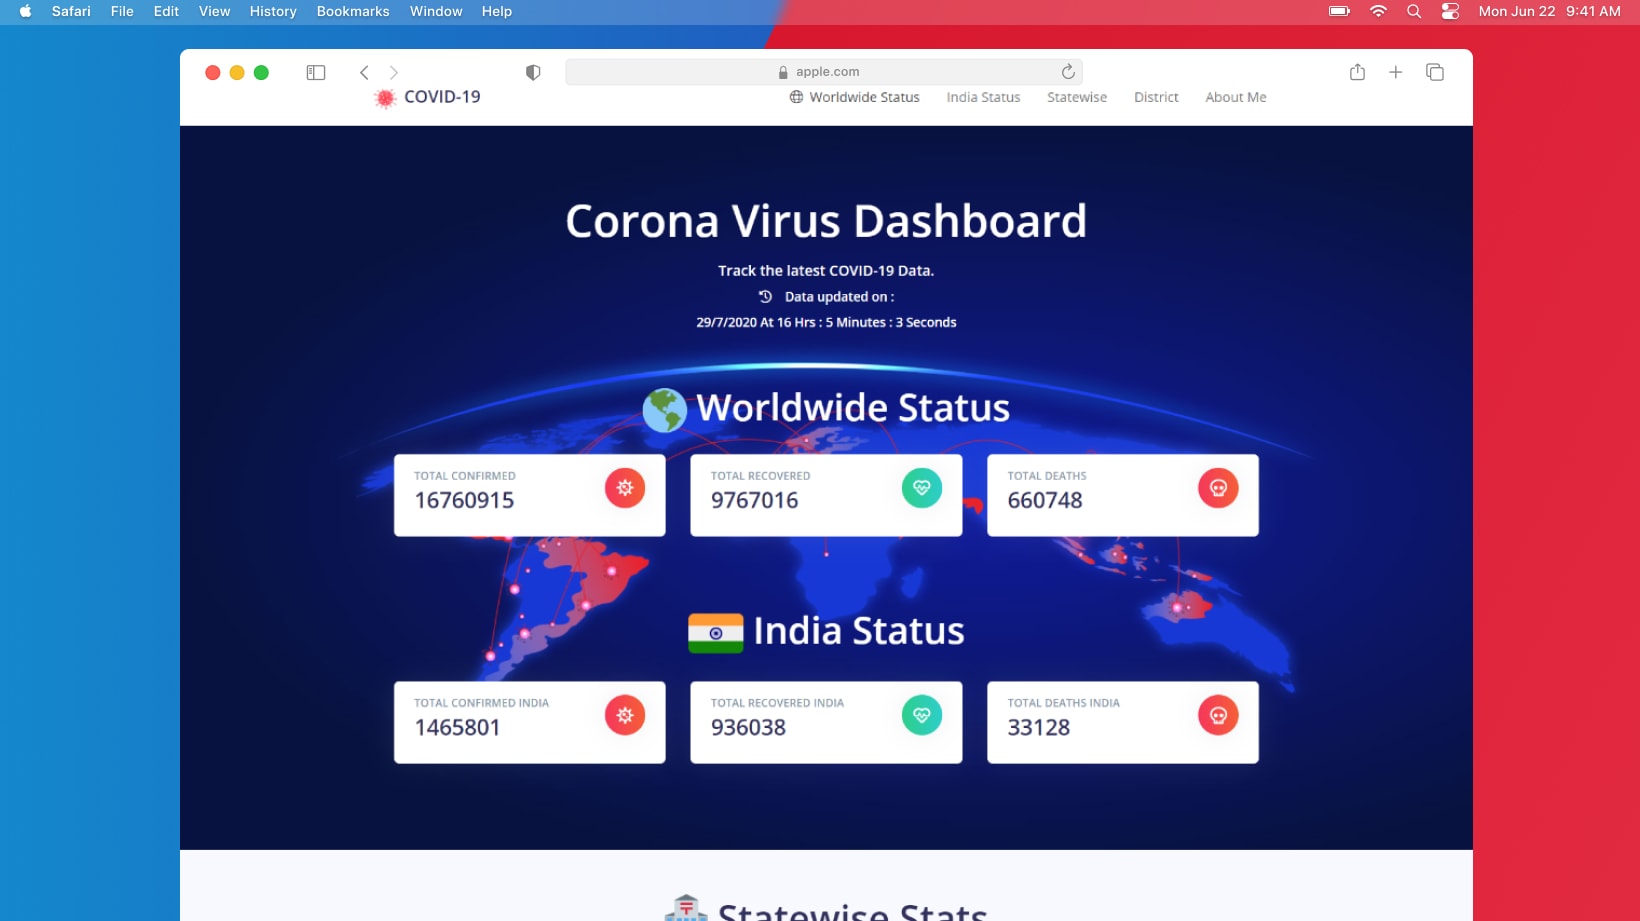 Safari File Edit View History Bookmarks Window Help Mon Jun 22 9:41 AM
apple.com
COVID-19 Worldwide Status India Status Statewise District About Me
Corona Virus Dashboard
Track the latest COVID-19 Data.
Data updated on :
29/7/2020 At 16 Hrs : 5 Minutes : 3 Seconds
Worldwide Status
TOTAL CONFIRMED
16760915
TOTAL RECOVERED
9767016
TOTAL DEATHS
660748
India Status
TOTAL CONFIRMED INDIA
1465801
TOTAL RECOVERED INDIA
936038
TOTAL DEATHS INDIA
33128
Statewise Stats